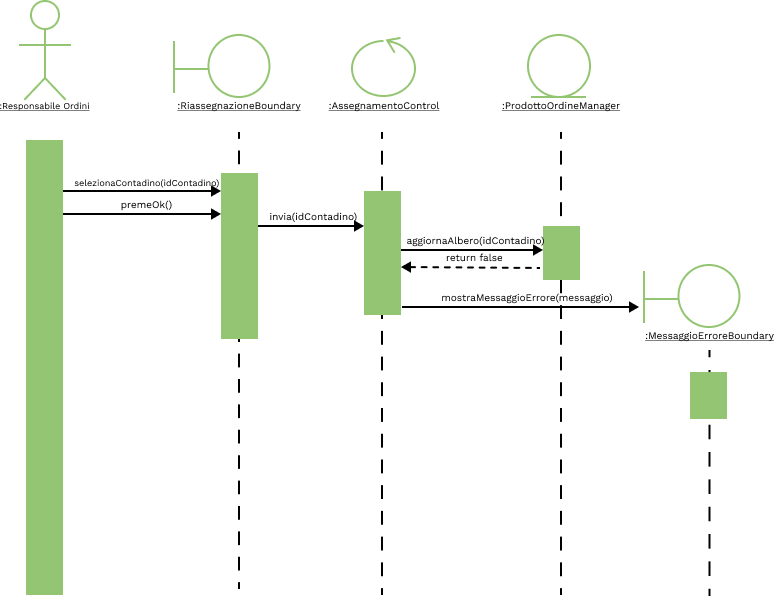 :Responsabile Ordini
:RiassegnazioneBoundary
:AssegnamentoControl
:ProdottoOrdineManager
selezionaContadino(idContadino)
premeOk()
invia(idContadino)
aggiornaAlbero(idContadino)
return false
mostraMessaggioErrore(messaggio)
:MessaggioErroreBoundary